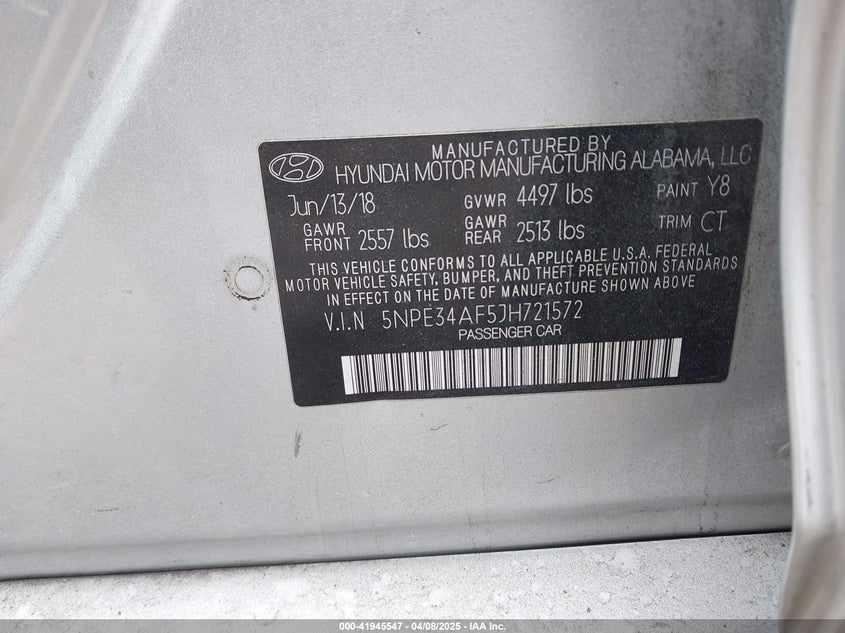 MANUFACTURED BY
HYUNDAI MOTOR MANUFACTURING ALABAMA, LLC
Jun/13/18 GVWR 4497 lbs PAINT Y8
GAWR FRONT 2557 lbs GAWR REAR 2513 lbs TRIM CT
THIS VEHICLE CONFORMS TO ALL APPLICABLE U.S.A. FEDERAL
MOTOR VEHICLE SAFETY, BUMPER, AND THEFT PREVENTION STANDARDS
IN EFFECT ON THE DATE OF MANUFACTURE SHOWN ABOVE
V.I.N 5NPE34AF5JH721572
PASSENGER CAR
000-41945547 - 04/08/2025 - IAA Inc.